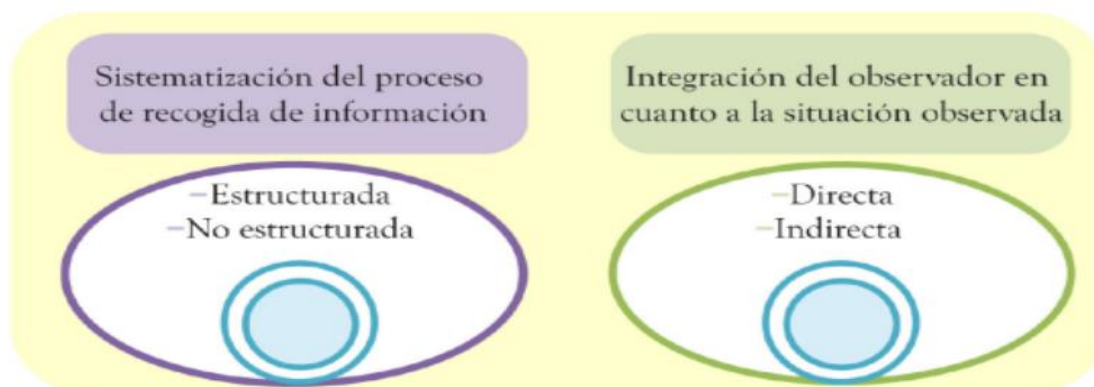 Sistematización del proceso
de recogida de información
Integración del observador en
cuanto a la situación observada
–Estructurada
–No estructurada
–Directa
–Indirecta